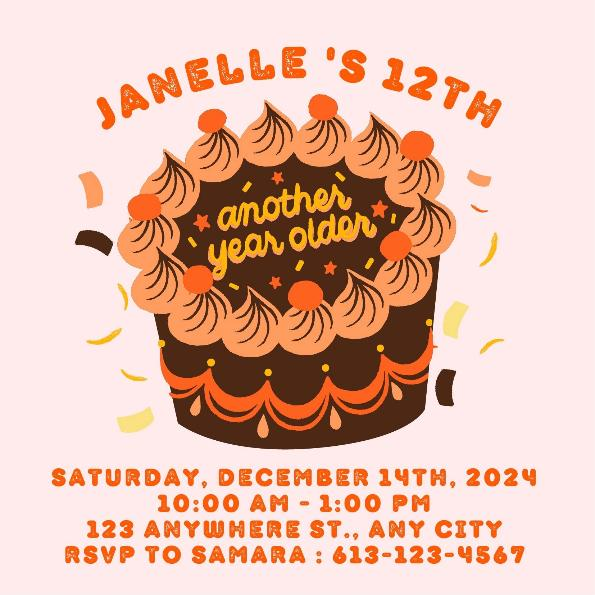 JANELLE 'S 12TH
another
year older
SATURDAY, DECEMBER 14TH, 2024
10:00 AM - 1:00 PM
123 ANYWHERE ST., ANY CITY
RSVP TO SAMARA : 613-123-4567